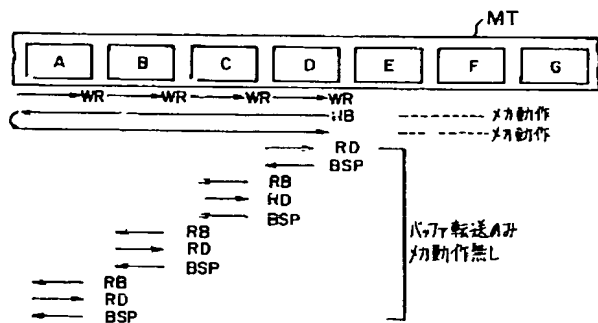 MT
A B C D E F G
WR WR WR WR
RB メカ動作
メカ動作
RD
BSP
RB
RD
BSP
RB
RD
BSP
RB
RD
BSP
バッファ転送のみ
メカ動作無し